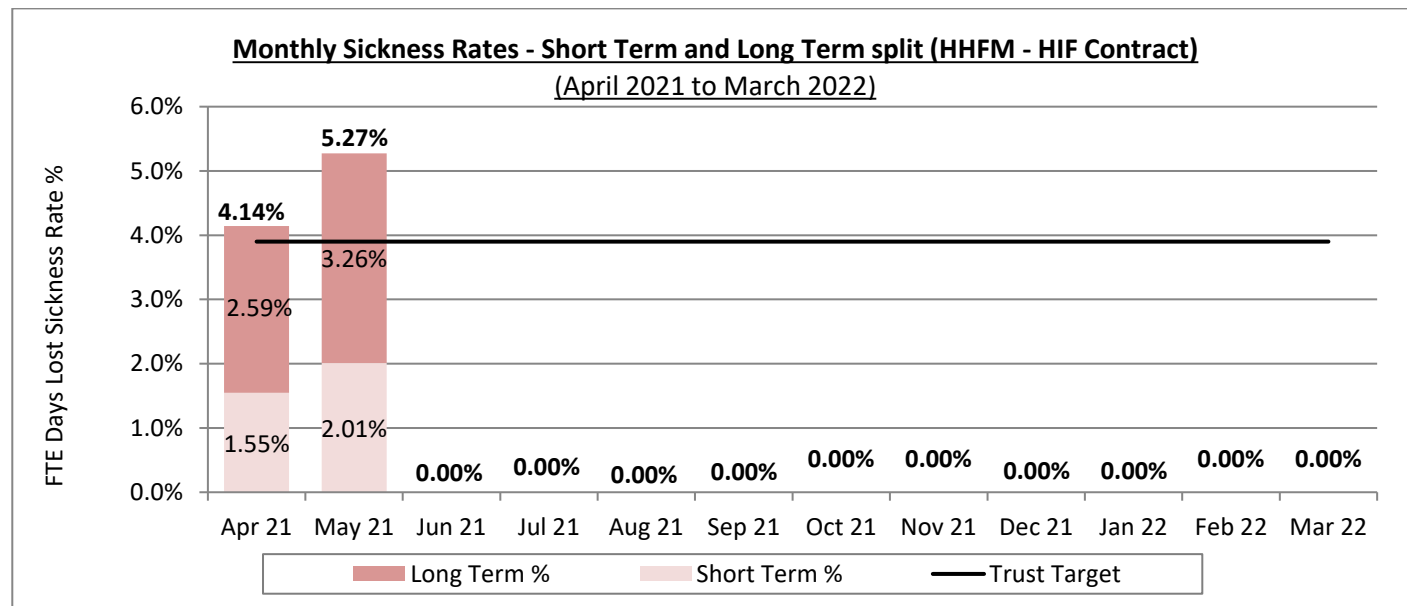 Monthly Sickness Rates - Short Term and Long Term split (HHFM - HIF Contract)
(April 2021 to March 2022)
FTE Days Lost Sickness Rate %
6.0%
5.0%
4.0%
3.0%
2.0%
1.0%
0.0%
5.27%
4.14%
3.26%
2.59%
2.01%
1.55%
0.00% 0.00% 0.00% 0.00% 0.00% 0.00% 0.00% 0.00% 0.00% 0.00%
Apr 21 May 21 Jun 21 Jul 21 Aug 21 Sep 21 Oct 21 Nov 21 Dec 21 Jan 22 Feb 22 Mar 22
Long Term % Short Term % Trust Target